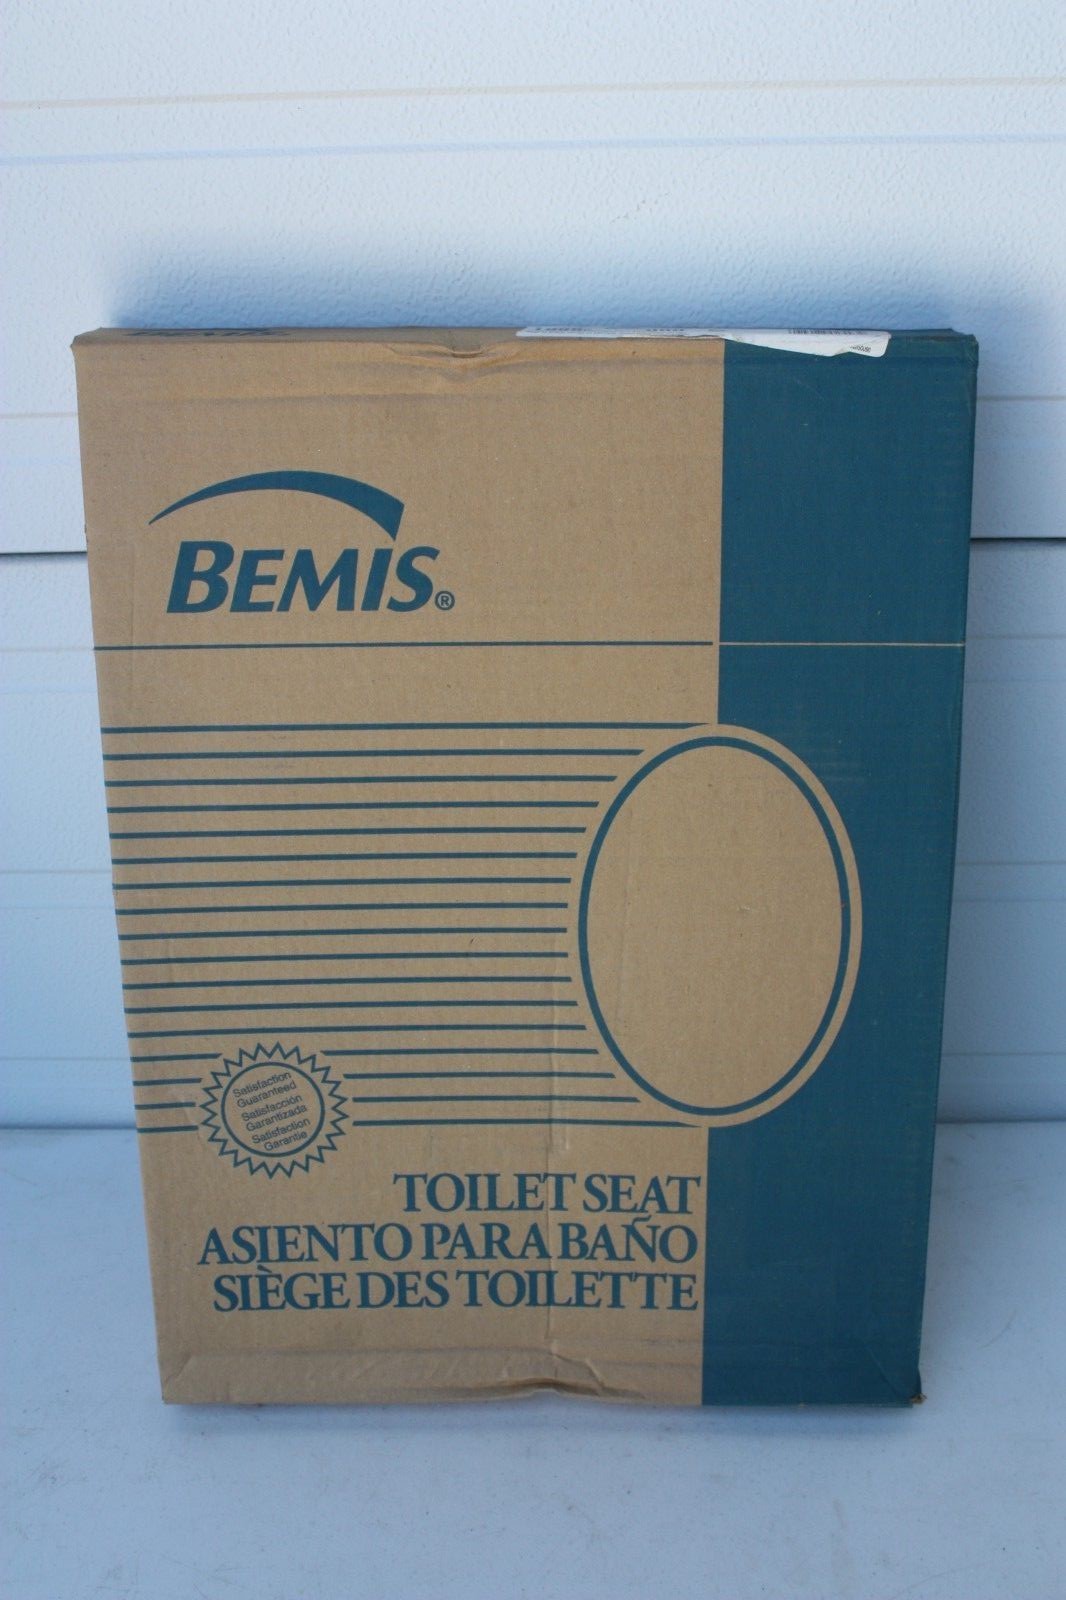 BEMIS®
Satisfaction
Guaranteed
Satisfacción
Garantizada
Satisfaction
Garantie
TOILET SEAT
ASIENTO PARA BAÑO
SIÈGE DES TOILETTE